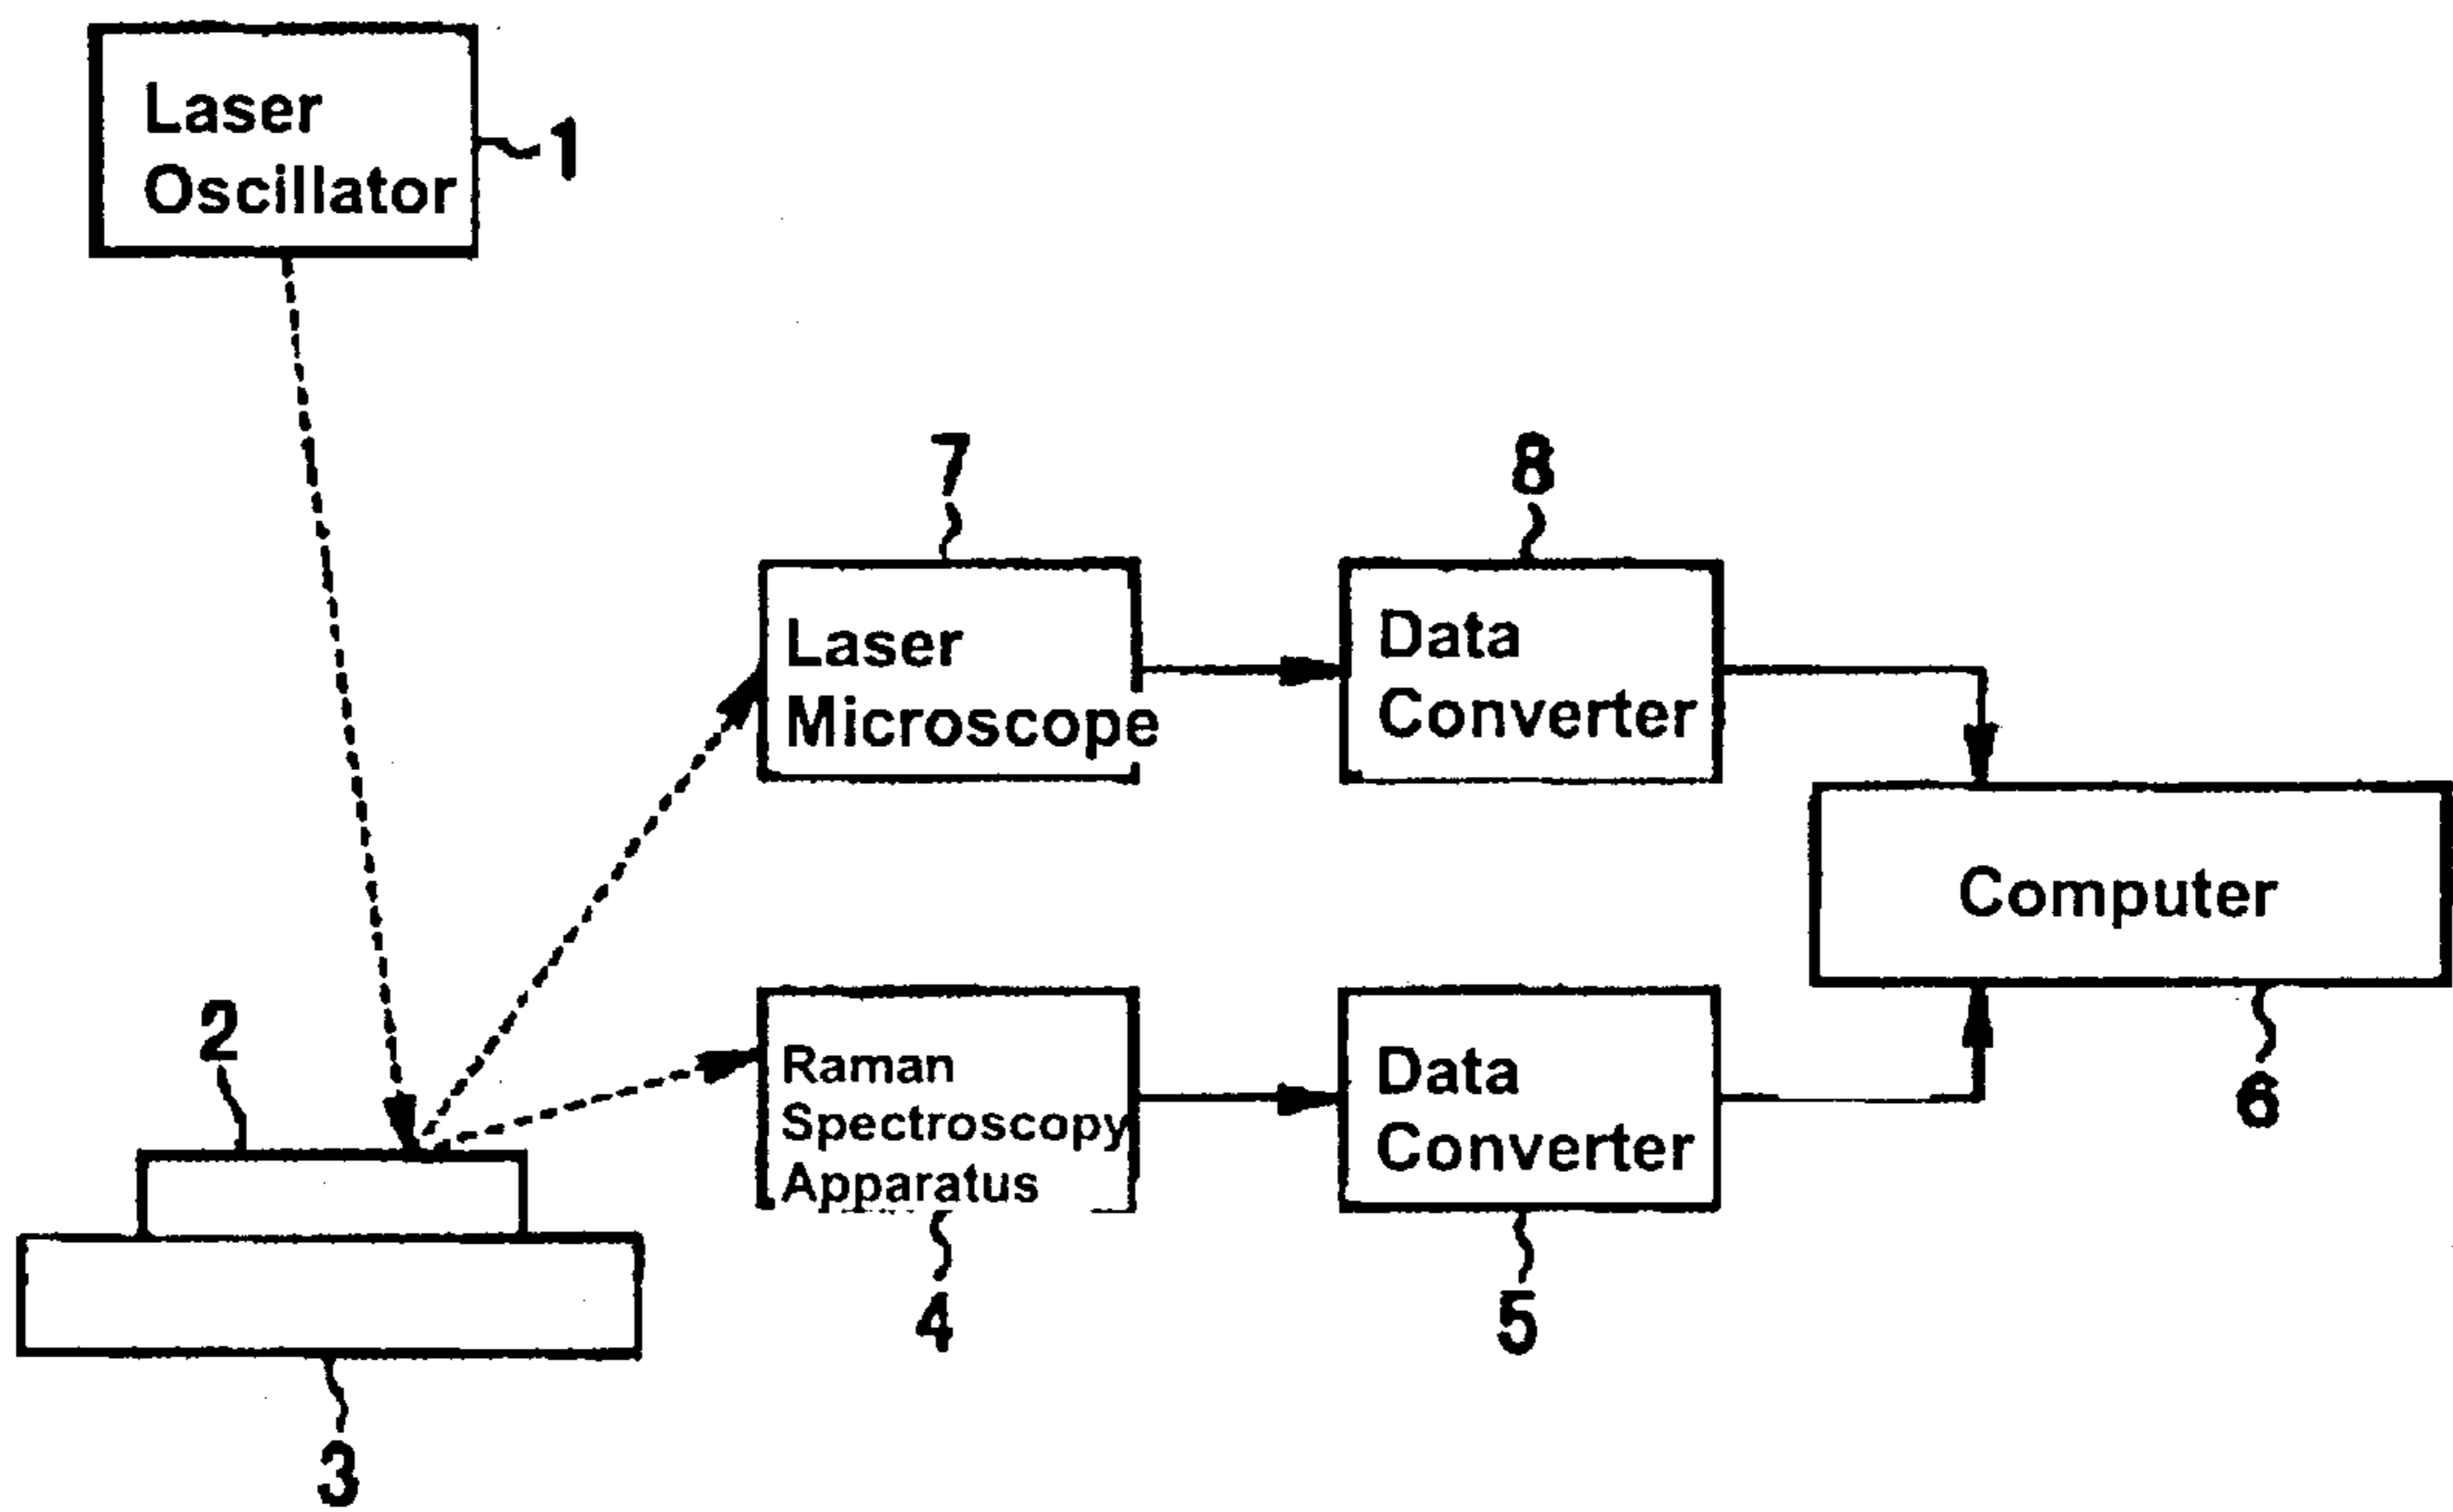 Laser
Oscillator
1
7
8
Laser
Microscope
Data
Converter
Computer
6
2
Raman
Spectroscopy
Apparatus
Data
Converter
4
5
3